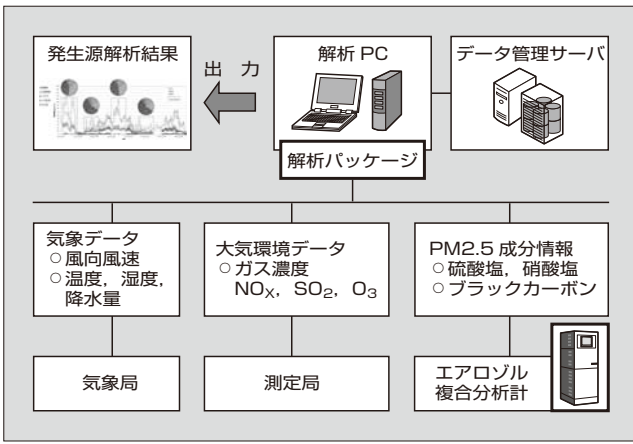 発生源解析結果
出 力
解析 PC
データ管理サーバ
解析パッケージ
気象データ
○風向風速
○温度，湿度，
降水量
大気環境データ
○ガス濃度
NOX，SO2，O3
PM2.5 成分情報
○硫酸塩，硝酸塩
○ブラックカーボン
気象局
測定局
エアロゾル
複合分析計